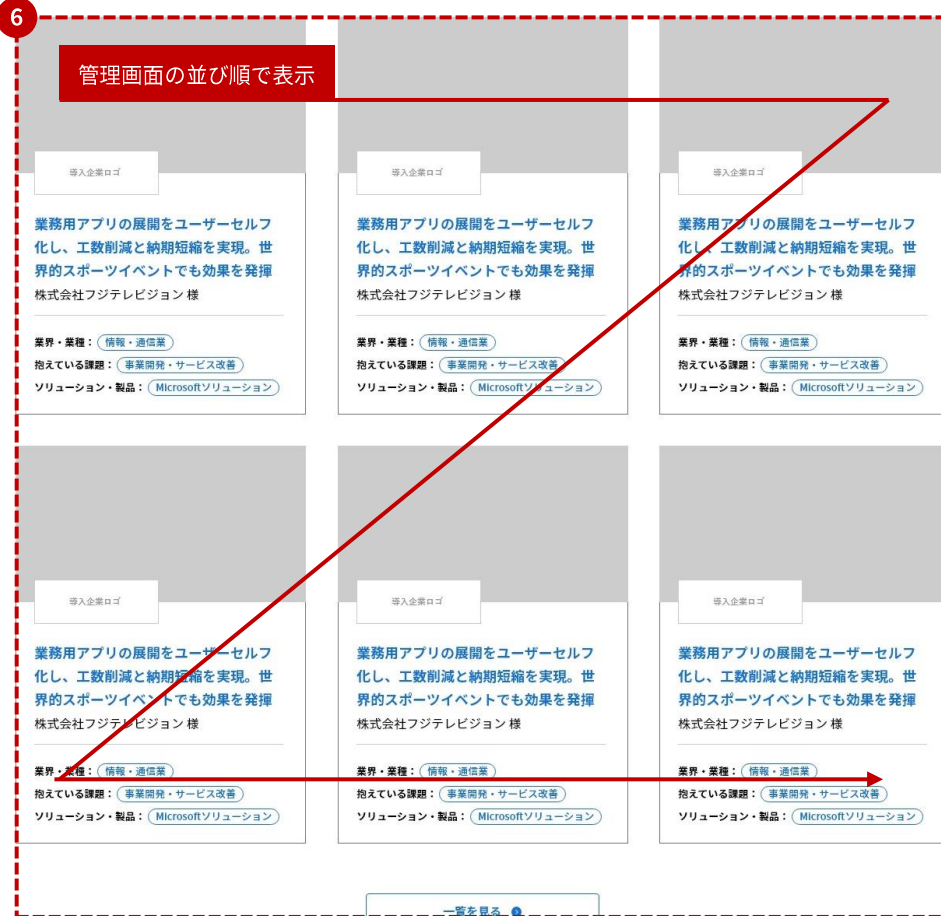 6
管理画面の並び順で表示
導入企業ロゴ
業務用アプリの展開をユーザーセルフ
化し、工数削減と納期短縮を実現。世
界的スポーツイベントでも効果を発揮
株式会社フジテレビジョン 様
業界・業種： 情報・通信業
抱えている課題： 事業開発・サービス改善
ソリューション・製品： Microsoftソリューション
導入企業ロゴ
業務用アプリの展開をユーザーセルフ
化し、工数削減と納期短縮を実現。世
界的スポーツイベントでも効果を発揮
株式会社フジテレビジョン 様
業界・業種： 情報・通信業
抱えている課題： 事業開発・サービス改善
ソリューション・製品： Microsoftソリューション
導入企業ロゴ
業務用アプリの展開をユーザーセルフ
化し、工数削減と納期短縮を実現。世
界的スポーツイベントでも効果を発揮
株式会社フジテレビジョン 様
業界・業種： 情報・通信業
抱えている課題： 事業開発・サービス改善
ソリューション・製品： Microsoftソリューション
導入企業ロゴ
業務用アプリの展開をユーザーセルフ
化し、工数削減と納期短縮を実現。世
界的スポーツイベントでも効果を発揮
株式会社フジテレビジョン 様
業界・業種： 情報・通信業
抱えている課題： 事業開発・サービス改善
ソリューション・製品： Microsoftソリューション
導入企業ロゴ
業務用アプリの展開をユーザーセルフ
化し、工数削減と納期短縮を実現。世
界的スポーツイベントでも効果を発揮
株式会社フジテレビジョン 様
業界・業種： 情報・通信業
抱えている課題： 事業開発・サービス改善
ソリューション・製品： Microsoftソリューション
導入企業ロゴ
業務用アプリの展開をユーザーセルフ
化し、工数削減と納期短縮を実現。世
界的スポーツイベントでも効果を発揮
株式会社フジテレビジョン 様
業界・業種： 情報・通信業
抱えている課題： 事業開発・サービス改善
ソリューション・製品： Microsoftソリューション
一覧を見る